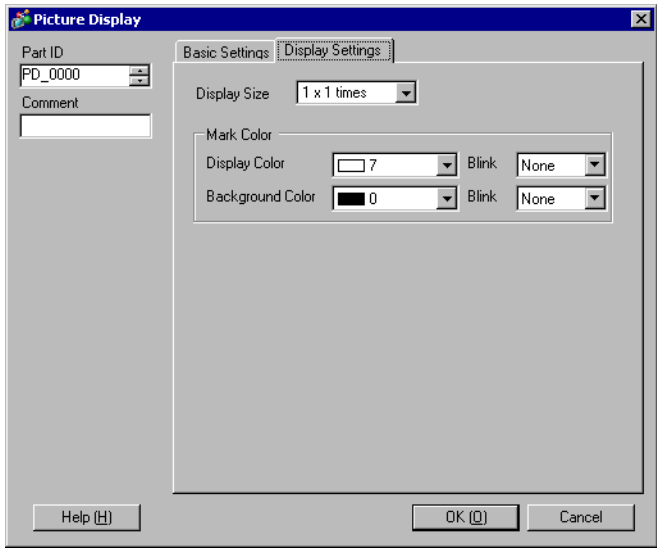 Picture Display
Part ID
PD_0000
Comment
Basic Settings
Display Settings
Display Size
1 x 1 times
Mark Color
Display Color
7
Blink
None
Background Color
0
Blink
None
Help (H)
OK (O)
Cancel